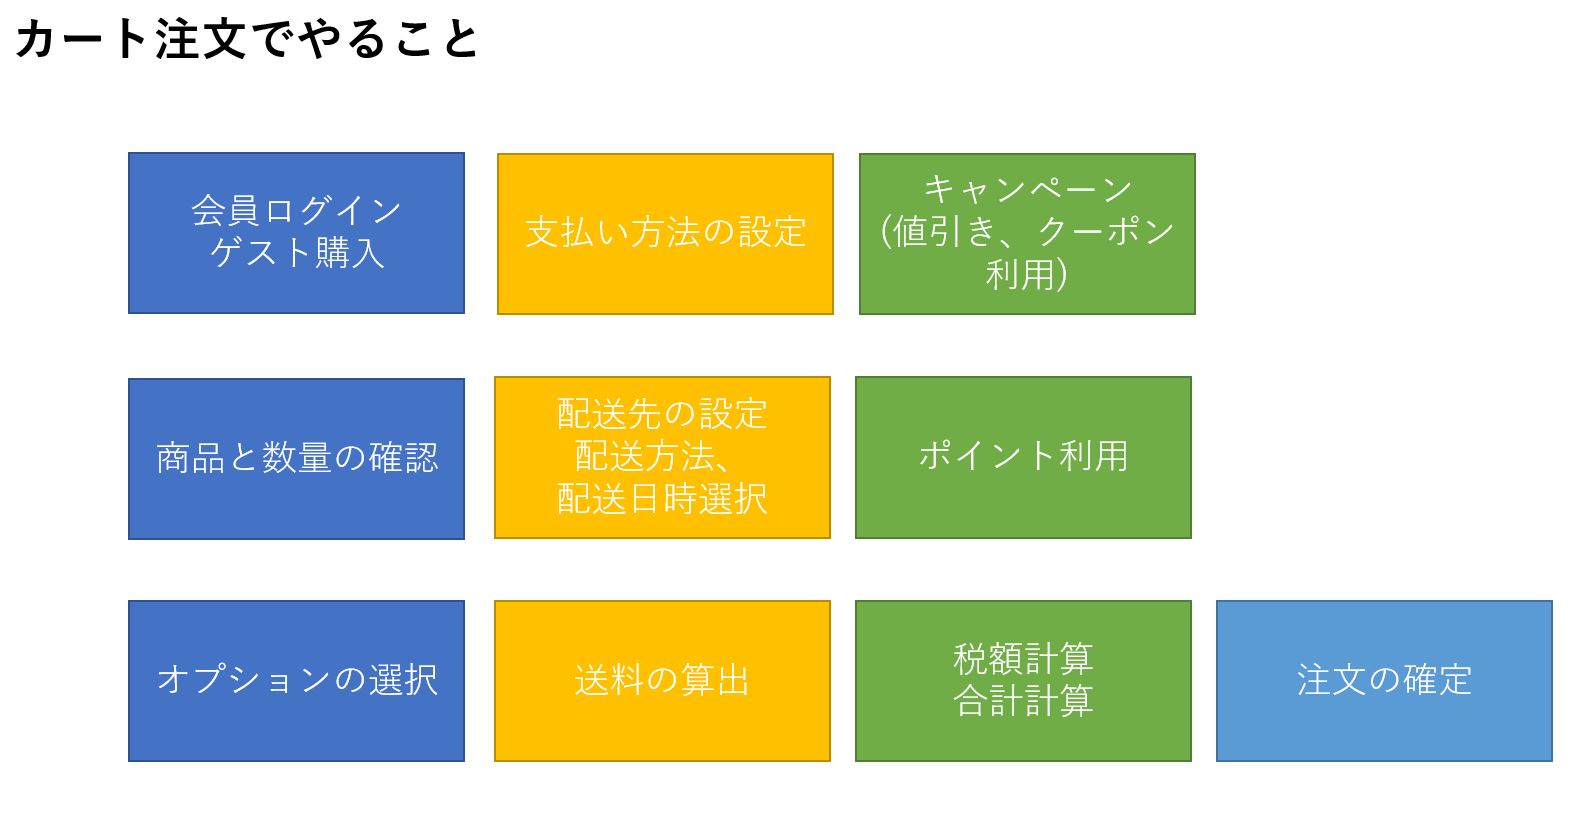 カート注文でやること
会員ログイン
ゲスト購入
支払い方法の設定
キャンペーン
(値引き、クーポン
利用)
商品と数量の確認
配送先の設定
配送方法、
配送日時選択
ポイント利用
オプションの選択
送料の算出
税額計算
合計計算
注文の確定